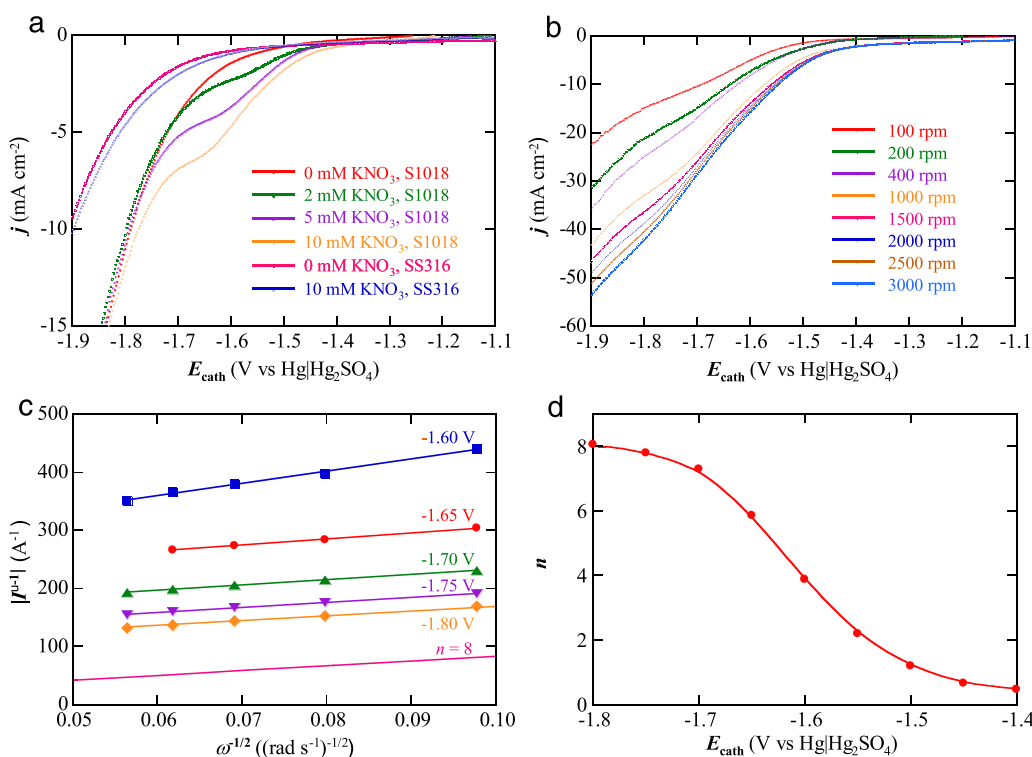 a
0
-5
-10
-15
j (mA cm⁻²)
0 mM KNO₃, S1018
2 mM KNO₃, S1018
5 mM KNO₃, S1018
10 mM KNO₃, S1018
0 mM KNO₃, SS316
10 mM KNO₃, SS316
-1.9 -1.8 -1.7 -1.6 -1.5 -1.4 -1.3 -1.2 -1.1
E_cath (V vs Hg|Hg₂SO₄)
b
0
-10
-20
-30
-40
-50
-60
j (mA cm⁻²)
100 rpm
200 rpm
400 rpm
1000 rpm
1500 rpm
2000 rpm
2500 rpm
3000 rpm
-1.9 -1.8 -1.7 -1.6 -1.5 -1.4 -1.3 -1.2 -1.1
E_cath (V vs Hg|Hg₂SO₄)
c
500
400
300
200
100
0
|I^u-1| (A⁻¹)
-1.60 V
-1.65 V
-1.70 V
-1.75 V
-1.80 V
n = 8
0.05 0.06 0.07 0.08 0.09 0.10
ω^-1/2 ((rad s⁻¹)^-1/2)
d
8
6
4
2
0
n
-1.8 -1.7 -1.6 -1.5 -1.4
E_cath (V vs Hg|Hg₂SO₄)